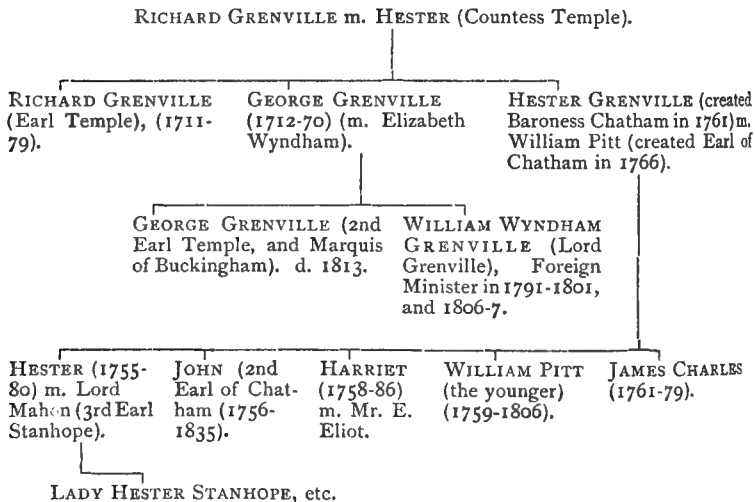 RICHARD GRENVILLE m. HESTER (Countess Temple).
RICHARD GRENVILLE
(Earl Temple), (1711-
79).
GEORGE GRENVILLE
(1712-70) (m. Elizabeth
Wyndham).
HESTER GRENVILLE (created
Baroness Chatham in 1761) m.
William Pitt (created Earl of
Chatham in 1766).
GEORGE GRENVILLE (2nd
Earl Temple, and Marquis
of Buckingham). d. 1813.
WILLIAM WYNDHAM
GRENVILLE (Lord
Grenville), Foreign
Minister in 1791-1801,
and 1806-7.
HESTER (1755-
80) m. Lord
Mahon (3rd Earl
Stanhope).
JOHN (2nd
Earl of Chat-
ham (1756-
1835).
HARRIET
(1758-86)
m. Mr. E.
Eliot.
WILLIAM PITT
(the younger)
(1759-1806).
JAMES CHARLES
(1761-79).
LADY HESTER STANHOPE, etc.